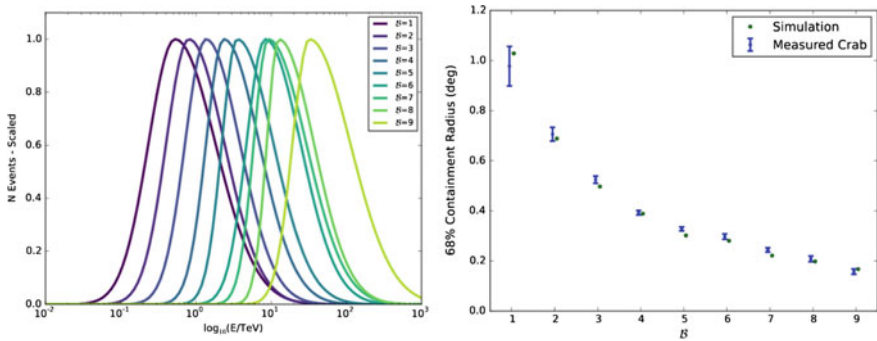 N Events - Scaled
1.0
0.8
0.6
0.4
0.2
0.0
10⁻² 10⁻¹ 10⁰ 10¹ 10² 10³
log₁₀(E/TeV)
ℬ=1
ℬ=2
ℬ=3
ℬ=4
ℬ=5
ℬ=6
ℬ=7
ℬ=8
ℬ=9
68% Containment Radius (deg)
1.2
1.0
0.8
0.6
0.4
0.2
0.0
1 2 3 4 5 6 7 8 9
ℬ
Simulation
Measured Crab